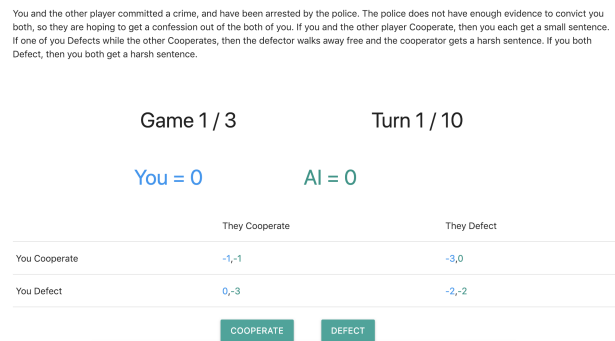 You and the other player committed a crime, and have been arrested by the police. The police does not have enough evidence to convict you
both, so they are hoping to get a confession out of the both of you. If you and the other player Cooperate, then you each get a small sentence.
If one of you Defects while the other Cooperates, then the defector walks away free and the cooperator gets a harsh sentence. If you both
Defect, then you both get a harsh sentence.
Game 1 / 3 Turn 1 / 10
You = 0 AI = 0
They Cooperate They Defect
You Cooperate -1,-1 -3,0
You Defect 0,-3 -2,-2
COOPERATE DEFECT